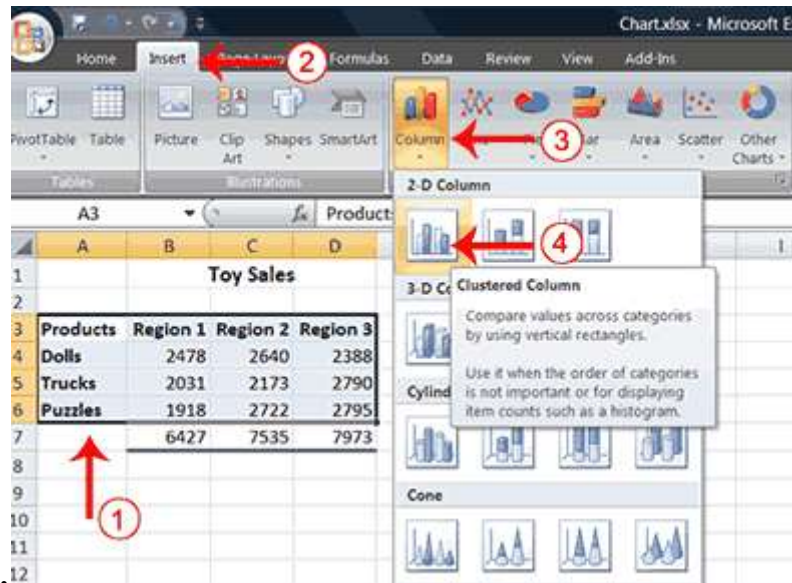 Chart.xlsx - Microsoft E
Home Insert Formulas Data Review View Add-Ins
2
PivotTable Table Picture Clip Art Shapes SmartArt Column Area Scatter Other Charts
3
Tables Illustrations
2-D Column
A3 fx Product
4
A B C D I
1 Toy Sales
Clustered Column
2
3-D Co
Compare values across categories
by using vertical rectangles.
3 Products Region 1 Region 2 Region 3
4 Dolls 2478 2640 2388
Use it when the order of categories
is not important or for displaying
item counts such as a histogram.
5 Trucks 2031 2173 2790
Cylind
6 Puzzles 1918 2722 2795
7 6427 7535 7973
8
9
Cone
10
1
11
12